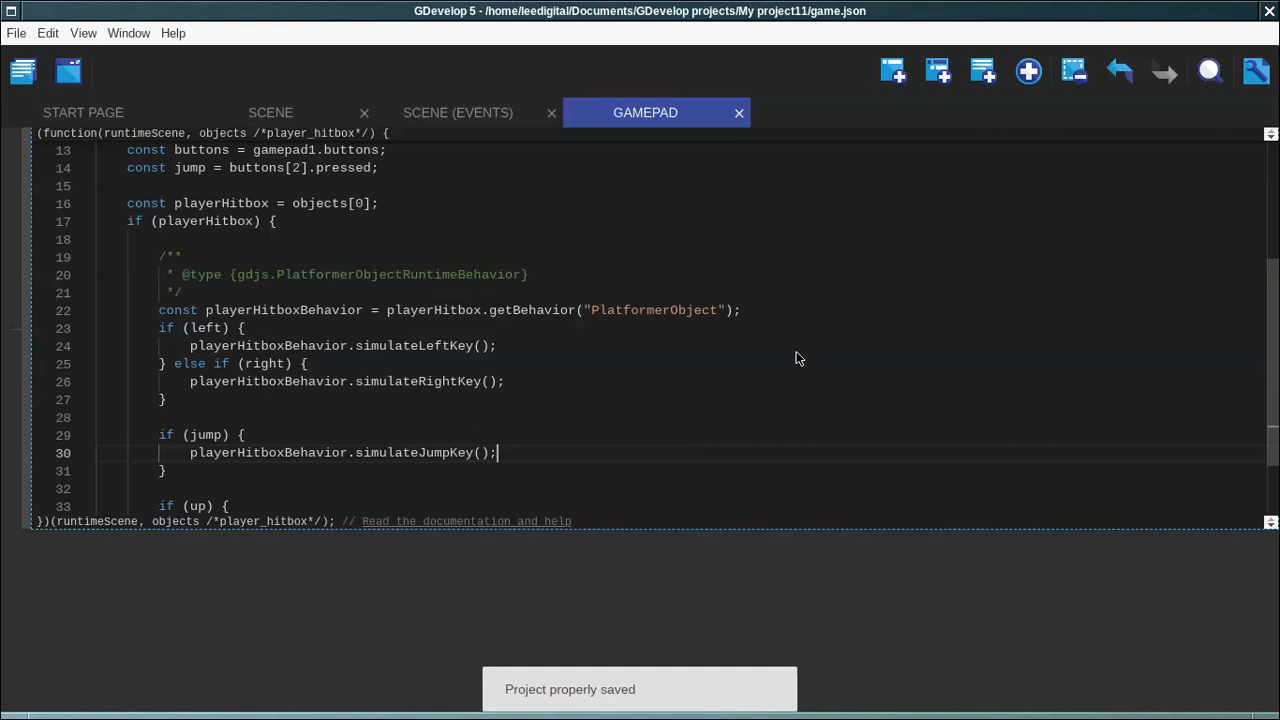 GDevelop 5 - /home/leedigital/Documents/GDevelop projects/My project11/game.json
File Edit View Window Help
START PAGE SCENE SCENE (EVENTS) GAMEPAD
(function(runtimeScene, objects /*player_hitbox*/) {
13 const buttons = gamepad1.buttons;
14 const jump = buttons[2].pressed;
15
16 const playerHitbox = objects[0];
17 if (playerHitbox) {
18
19 /**
20 * @type {gdjs.PlatformerObjectRuntimeBehavior}
21 */
22 const playerHitboxBehavior = playerHitbox.getBehavior("PlatformerObject");
23 if (left) {
24 playerHitboxBehavior.simulateLeftKey();
25 } else if (right) {
26 playerHitboxBehavior.simulateRightKey();
27 }
28
29 if (jump) {
30 playerHitboxBehavior.simulateJumpKey();
31 }
32
33 if (up) {
})(runtimeScene, objects /*player_hitbox*/); // Read the documentation and help
Project properly saved